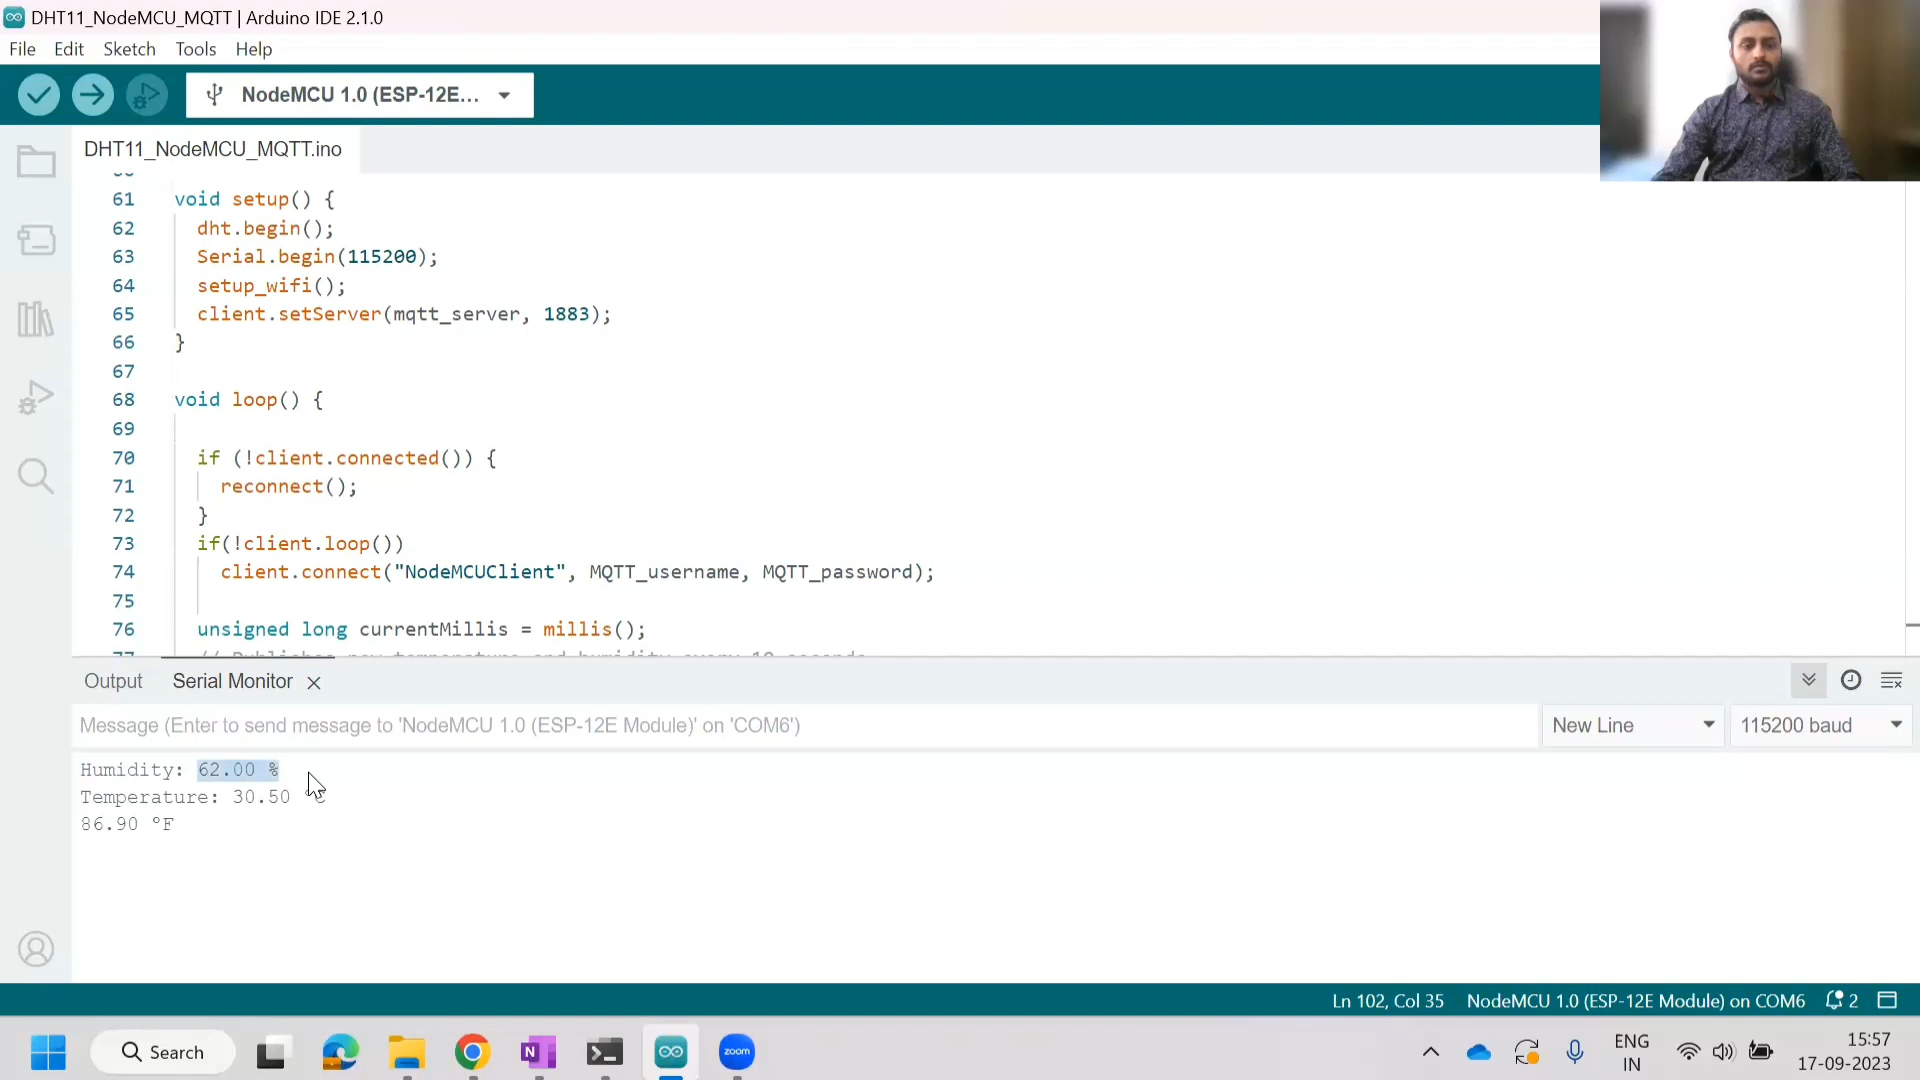 DHT11_NodeMCU_MQTT | Arduino IDE 2.1.0
File Edit Sketch Tools Help
NodeMCU 1.0 (ESP-12E...
DHT11_NodeMCU_MQTT.ino
61 void setup() {
62 dht.begin();
63 Serial.begin(115200);
64 setup_wifi();
65 client.setServer(mqtt_server, 1883);
66 }
67
68 void loop() {
69
70 if (!client.connected()) {
71 reconnect();
72 }
73 if(!client.loop())
74 client.connect("NodeMCUClient", MQTT_username, MQTT_password);
75
76 unsigned long currentMillis = millis();
Output Serial Monitor
Message (Enter to send message to 'NodeMCU 1.0 (ESP-12E Module)' on 'COM6') New Line 115200 baud
Humidity: 62.00 %
Temperature: 30.50 °C
86.90 °F
Ln 102, Col 35 NodeMCU 1.0 (ESP-12E Module) on COM6 2
Search zoom ENG 15:57
IN 17-09-2023